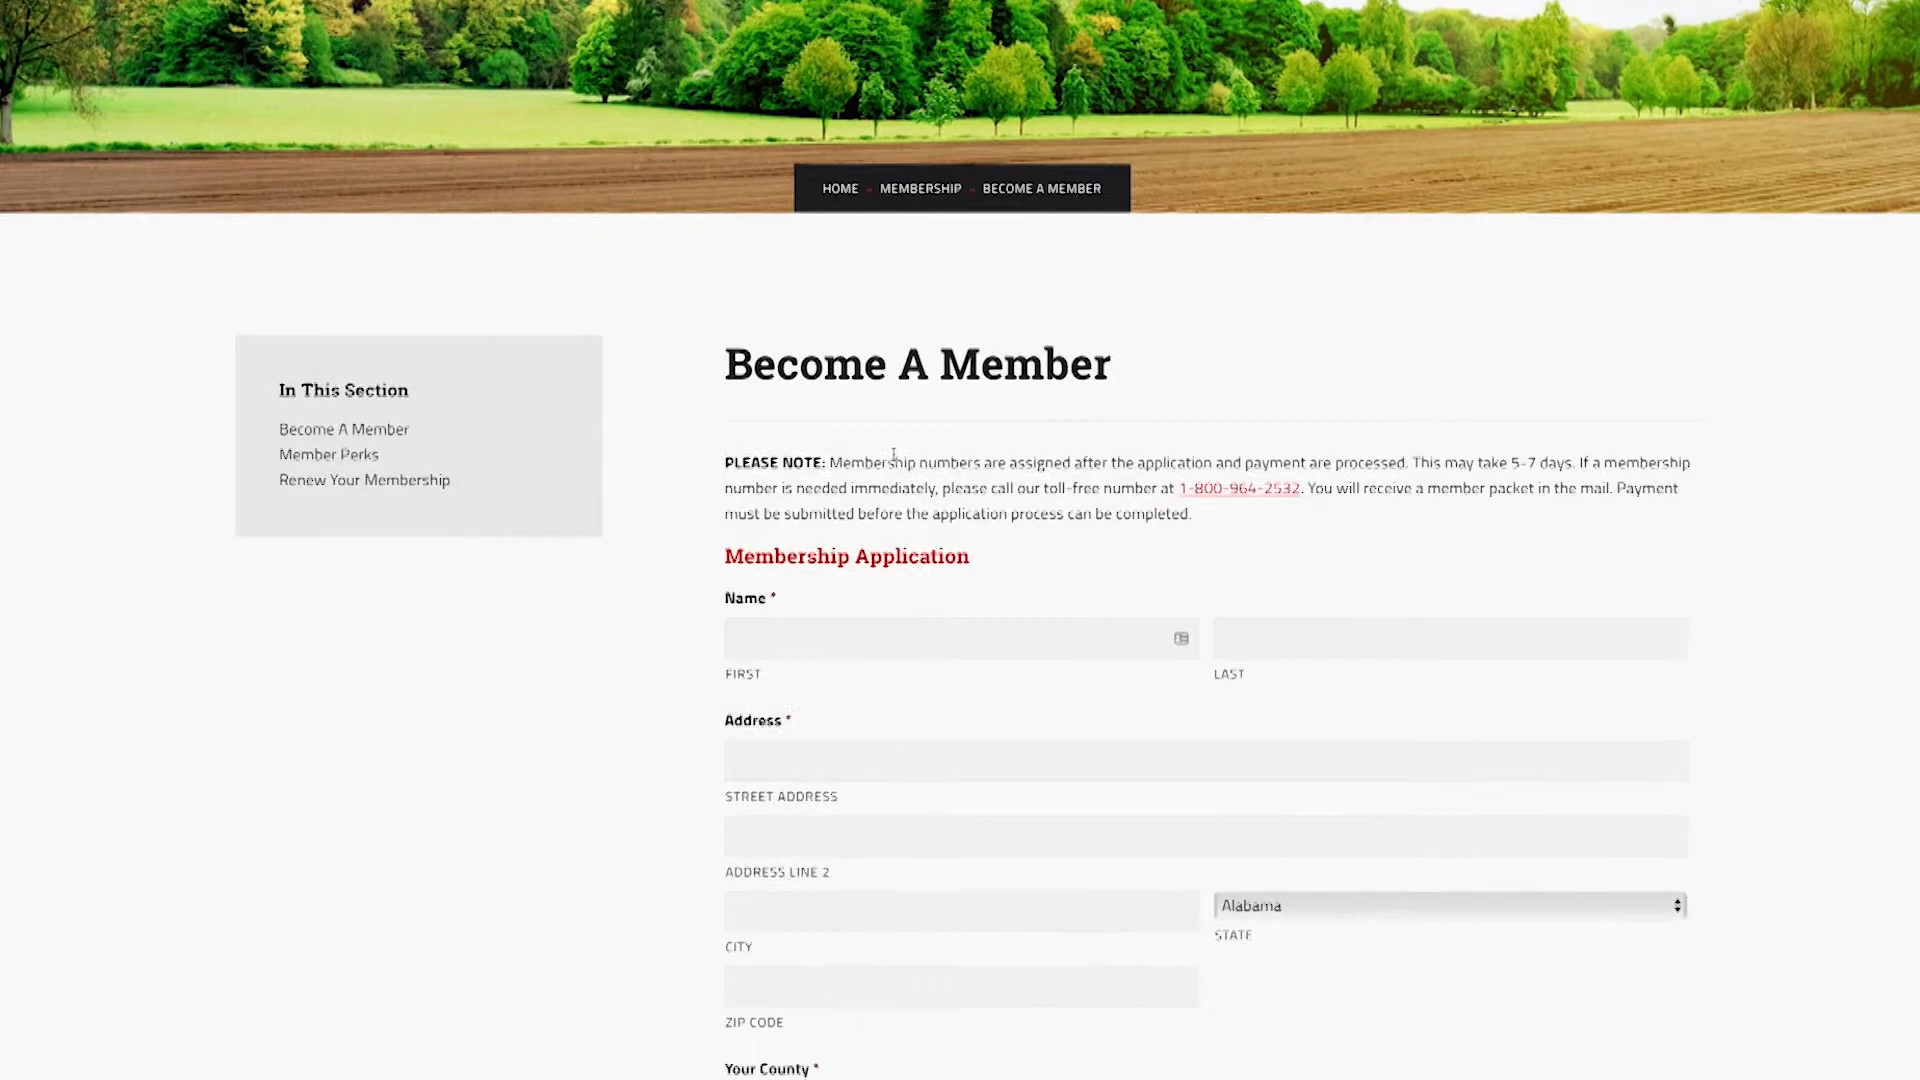 HOME » MEMBERSHIP » BECOME A MEMBER
In This Section
Become A Member
Member Perks
Renew Your Membership
Become A Member
PLEASE NOTE: Membership numbers are assigned after the application and payment are processed. This may take 5-7 days. If a membership
number is needed immediately, please call our toll-free number at 1-800-964-2532. You will receive a member packet in the mail. Payment
must be submitted before the application process can be completed.
Membership Application
Name *
FIRST
LAST
Address *
STREET ADDRESS
ADDRESS LINE 2
Alabama
CITY
STATE
ZIP CODE
Your County *